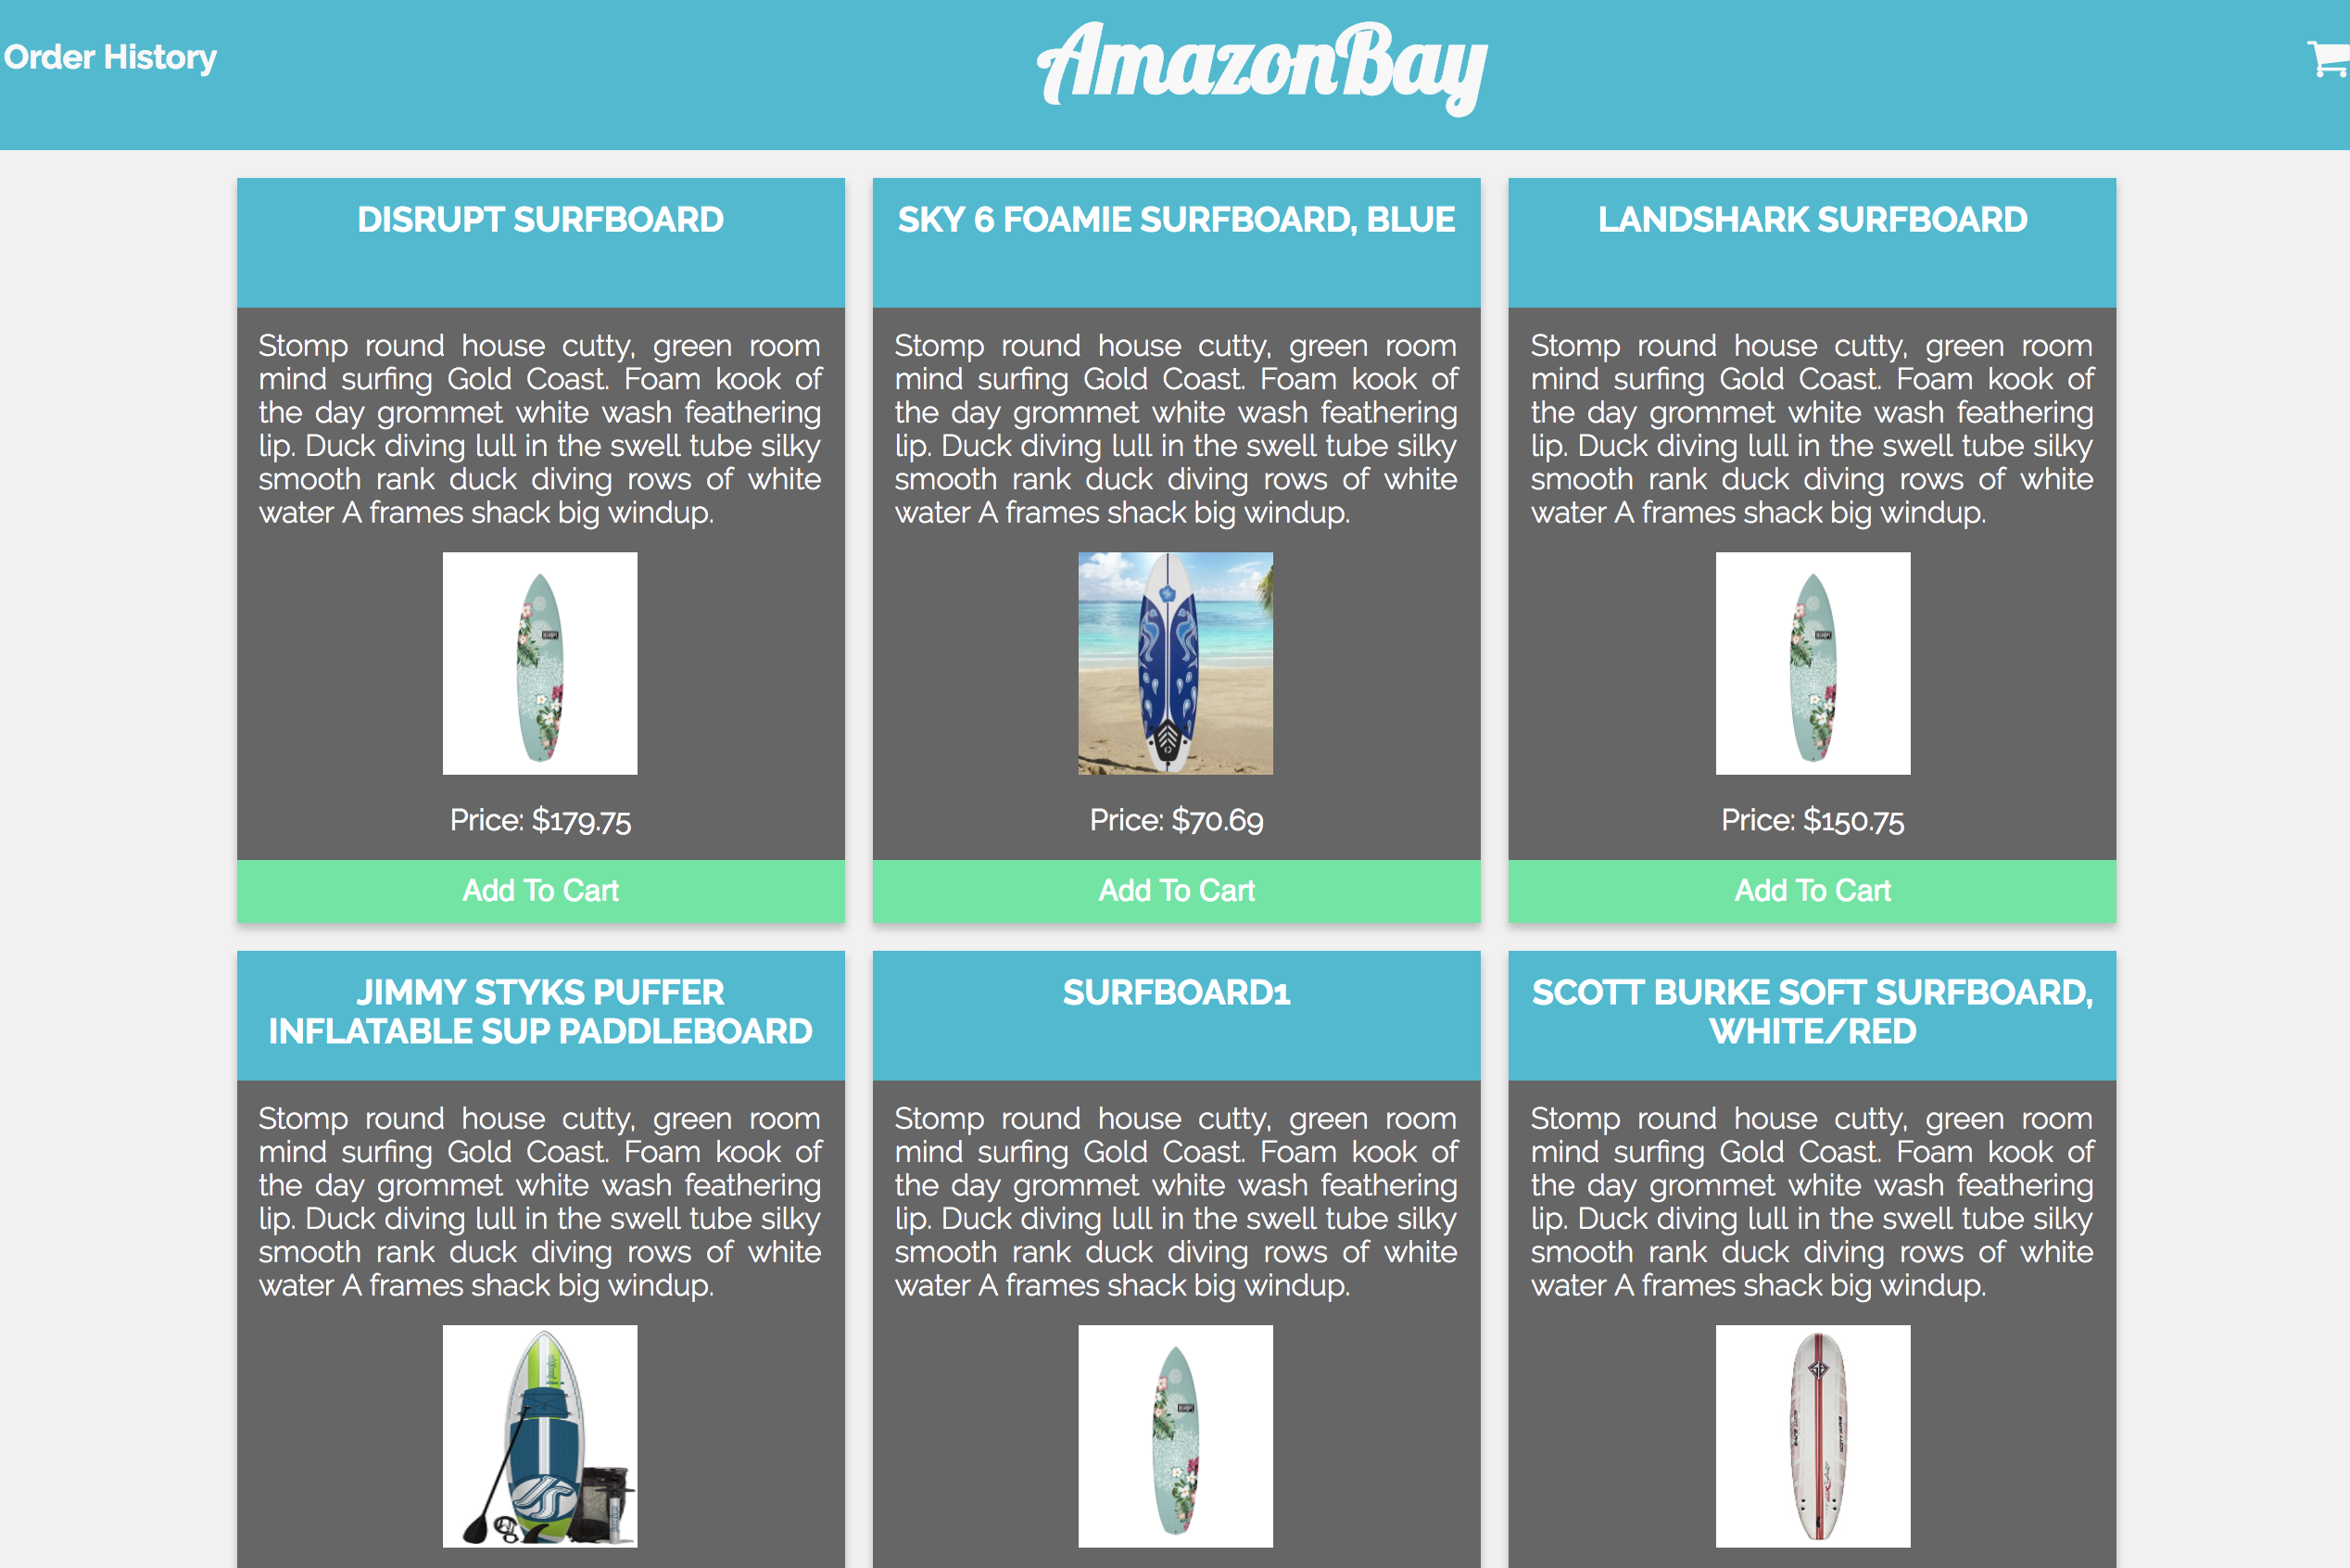 Order History
AmazonBay
DISRUPT SURFBOARD
Stomp round house cutty, green room
mind surfing Gold Coast. Foam kook of
the day grommet white wash feathering
lip. Duck diving lull in the swell tube silky
smooth rank duck diving rows of white
water A frames shack big windup.
Price: $179.75
Add To Cart
SKY 6 FOAMIE SURFBOARD, BLUE
Stomp round house cutty, green room
mind surfing Gold Coast. Foam kook of
the day grommet white wash feathering
lip. Duck diving lull in the swell tube silky
smooth rank duck diving rows of white
water A frames shack big windup.
Price: $70.69
Add To Cart
LANDSHARK SURFBOARD
Stomp round house cutty, green room
mind surfing Gold Coast. Foam kook of
the day grommet white wash feathering
lip. Duck diving lull in the swell tube silky
smooth rank duck diving rows of white
water A frames shack big windup.
Price: $150.75
Add To Cart
JIMMY STYKS PUFFER
INFLATABLE SUP PADDLEBOARD
Stomp round house cutty, green room
mind surfing Gold Coast. Foam kook of
the day grommet white wash feathering
lip. Duck diving lull in the swell tube silky
smooth rank duck diving rows of white
water A frames shack big windup.
SURFBOARD1
Stomp round house cutty, green room
mind surfing Gold Coast. Foam kook of
the day grommet white wash feathering
lip. Duck diving lull in the swell tube silky
smooth rank duck diving rows of white
water A frames shack big windup.
SCOTT BURKE SOFT SURFBOARD,
WHITE/RED
Stomp round house cutty, green room
mind surfing Gold Coast. Foam kook of
the day grommet white wash feathering
lip. Duck diving lull in the swell tube silky
smooth rank duck diving rows of white
water A frames shack big windup.